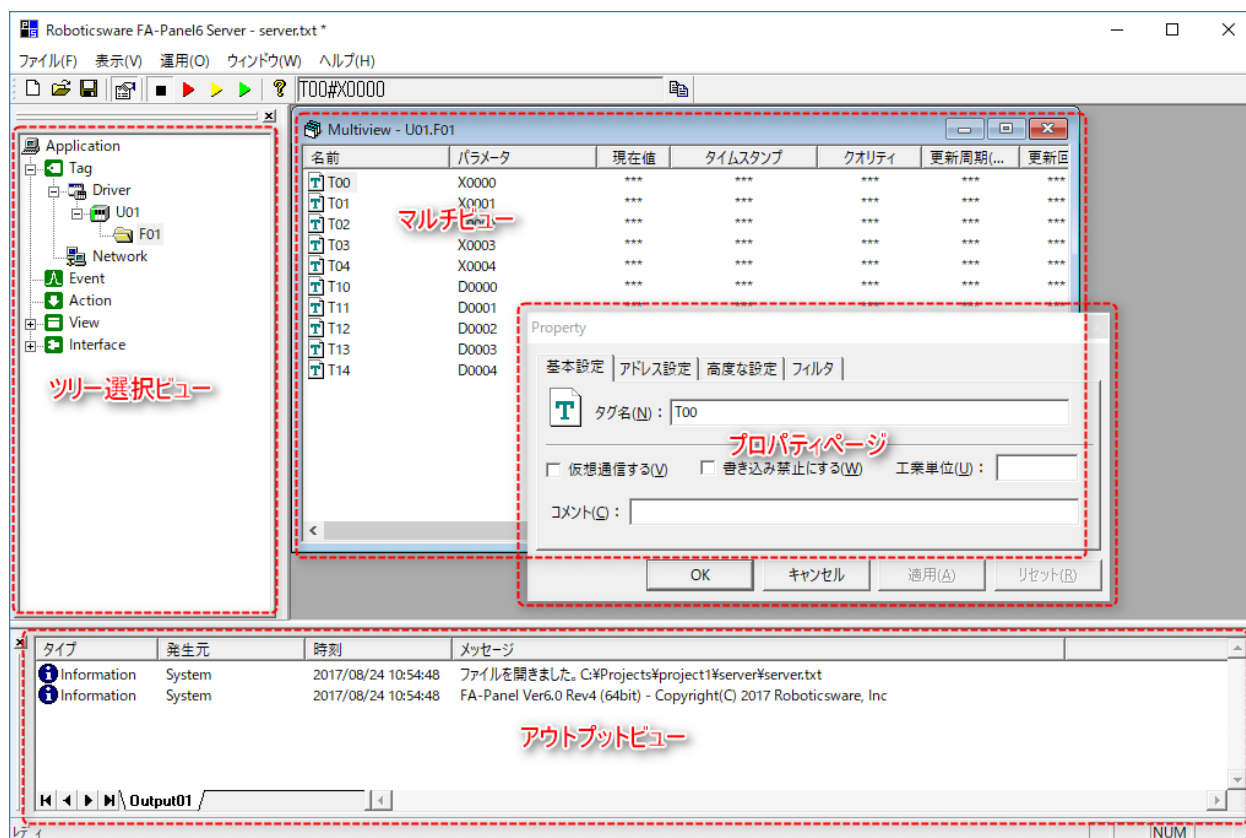 Roboticsware FA-Panel6 Server - server.txt *
ファイル(F) 表示(V) 運用(O) ウィンドウ(W) ヘルプ(H)
T00#X0000
Application
Tag
Driver
U01
F01
Network
Event
Action
View
Interface
ツリー選択ビュー
Multiview - U01.F01
名前 パラメータ 現在値 タイムスタンプ クオリティ 更新周期(... 更新回
T00 X0000 *** *** *** *** ***
T01 X0001 *** *** *** *** ***
T02 *** *** *** *** ***
マルチビュー
T03 X0003 *** *** *** *** ***
T04 X0004 *** *** *** *** ***
T10 D0000 *** *** *** *** ***
T11 D0001 *** *** *** *** ***
T12 D0002
T13 D0003
T14 D0004
Property
基本設定 アドレス設定 高度な設定 フィルタ
タグ名(N)： T00
プロパティページ
仮想通信する(V) 書き込み禁止にする(W) 工業単位(U)：
コメント(C)：
OK キャンセル 適用(A) リセット(R)
タイプ 発生元 時刻 メッセージ
Information System 2017/08/24 10:54:48 ファイルを開きました。C:¥Projects¥project1¥server¥server.txt
Information System 2017/08/24 10:54:48 FA-Panel Ver6.0 Rev4 (64bit) - Copyright(C) 2017 Roboticsware, Inc
アウトプットビュー
Output01
レディ NUM